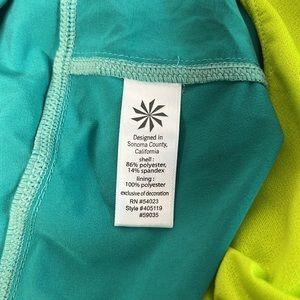 Designed in
Sonoma County,
California
shell:
86% polyester,
14% spandex
lining:
100% polyester
exclusive of decoration
RN #54023
Style #405119
#59035